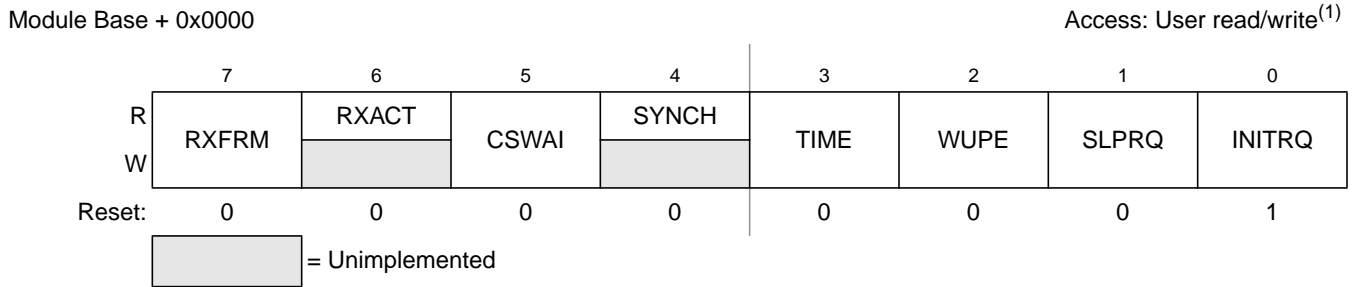 Module Base + 0x0000 Access: User read/write(1)
7 6 5 4 3 2 1 0
R RXFRM RXACT CSWAI SYNCH TIME WUPE SLPRQ INITRQ
W
Reset: 0 0 0 0 0 0 0 1
= Unimplemented